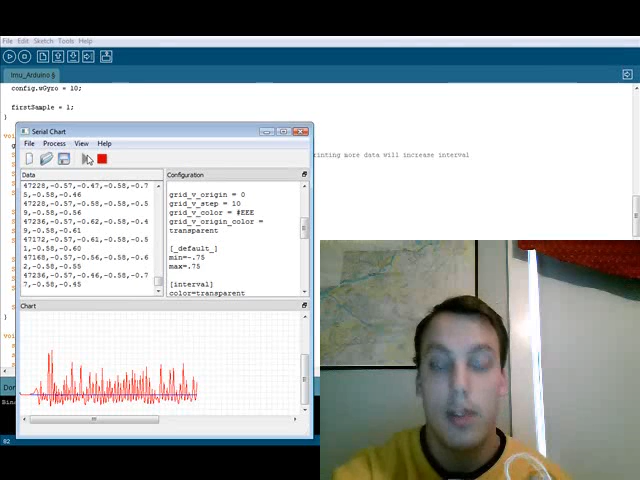 File Edit Sketch Tools Help
Imu_Arduino §
config.wGyro = 10;
firstSample = 1;
}
Serial Chart
File Process View Help
rinting more data will increase interval
Data
47228,-0.57,-0.47,-0.58,-0.7
5,-0.58,-0.46
47228,-0.57,-0.58,-0.58,-0.5
9,-0.58,-0.56
47236,-0.57,-0.62,-0.58,-0.4
9,-0.58,-0.61
47172,-0.57,-0.61,-0.58,-0.5
1,-0.58,-0.60
47168,-0.57,-0.56,-0.58,-0.6
2,-0.58,-0.55
47236,-0.57,-0.46,-0.58,-0.7
7,-0.58,-0.45
Configuration
grid_v_origin = 0
grid_v_step = 10
grid_v_color = #EEE
grid_v_origin_color =
transparent
[_default_]
min=-.75
max=.75
[interval]
color=transparent
Chart
}
Don
Bina
82